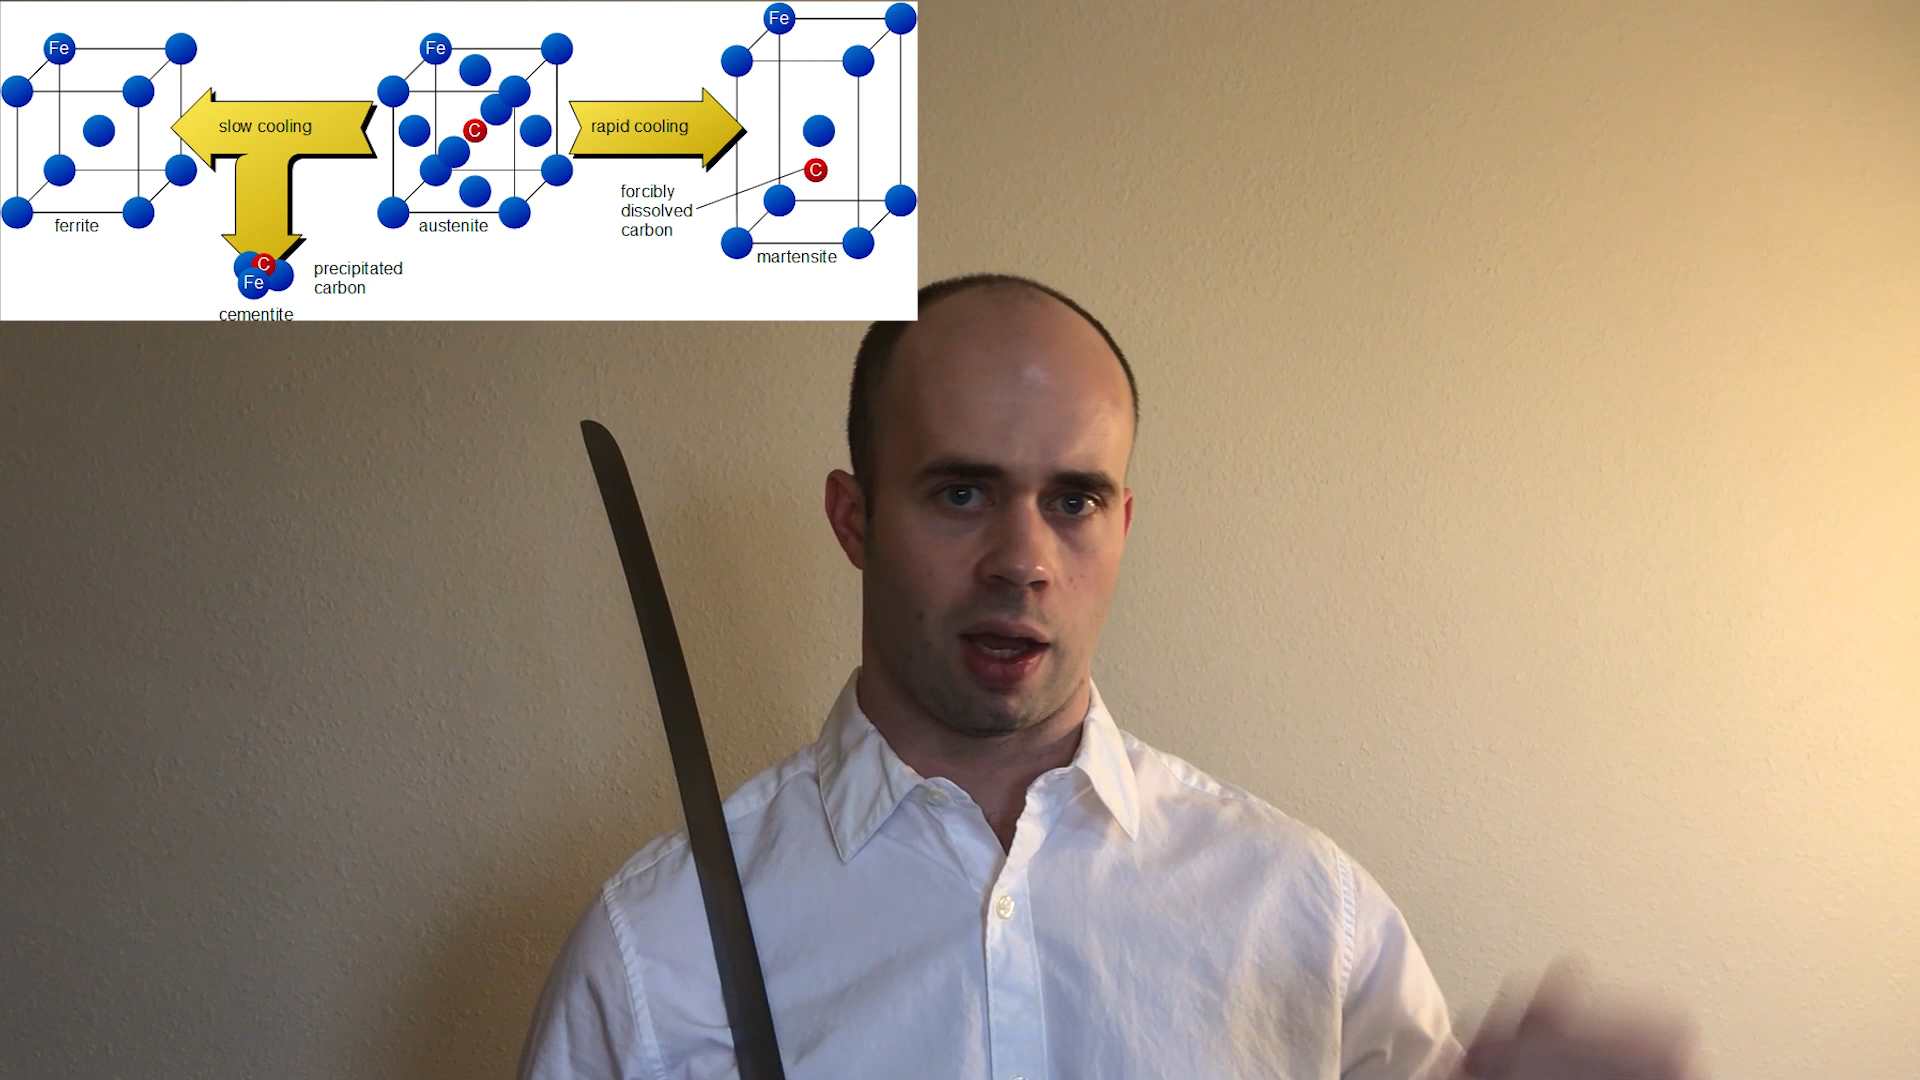 Fe
Fe
Fe
slow cooling
C
rapid cooling
C
forcibly
dissolved
carbon
ferrite
austenite
martensite
C
Fe
precipitated
carbon
cementite